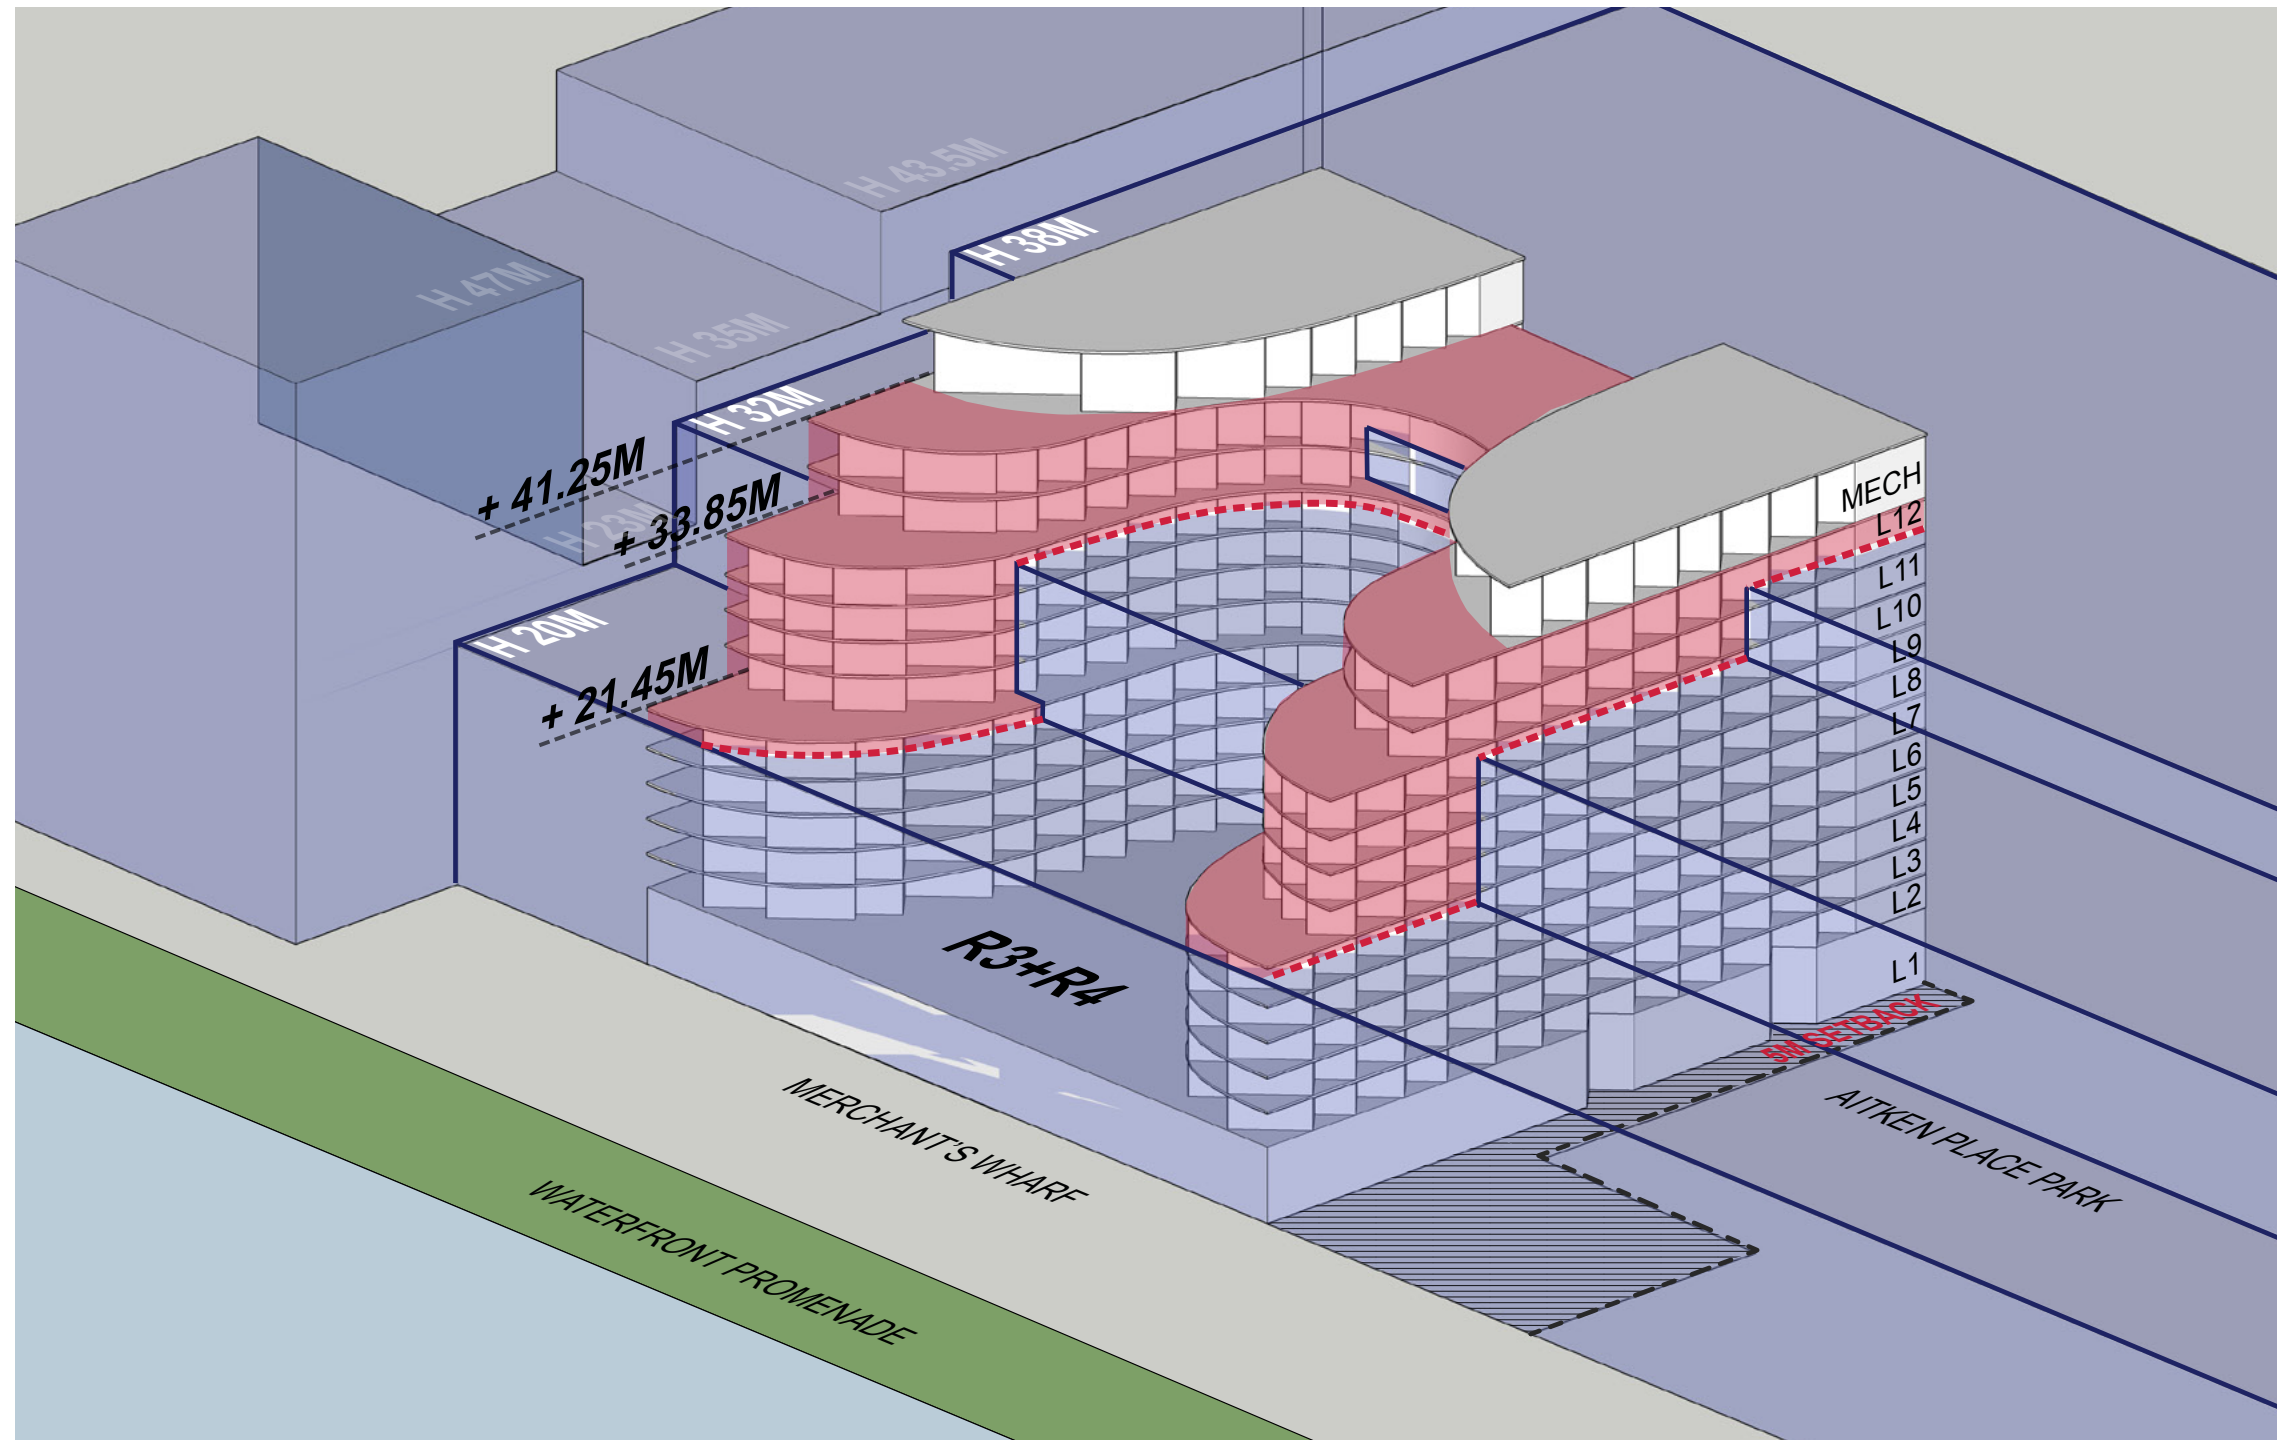 H 43.5M
H 38M
H 47M
H 35M
H 32M
+ 41.25M
+ 33.85M
H 23M
H 20M
+ 21.45M
MECH
L12
L11
L10
L9
L8
L7
L6
L5
L4
L3
L2
L1
R3+R4
5M SETBACK
MERCHANT'S WHARF
AITKEN PLACE PARK
WATERFRONT PROMENADE